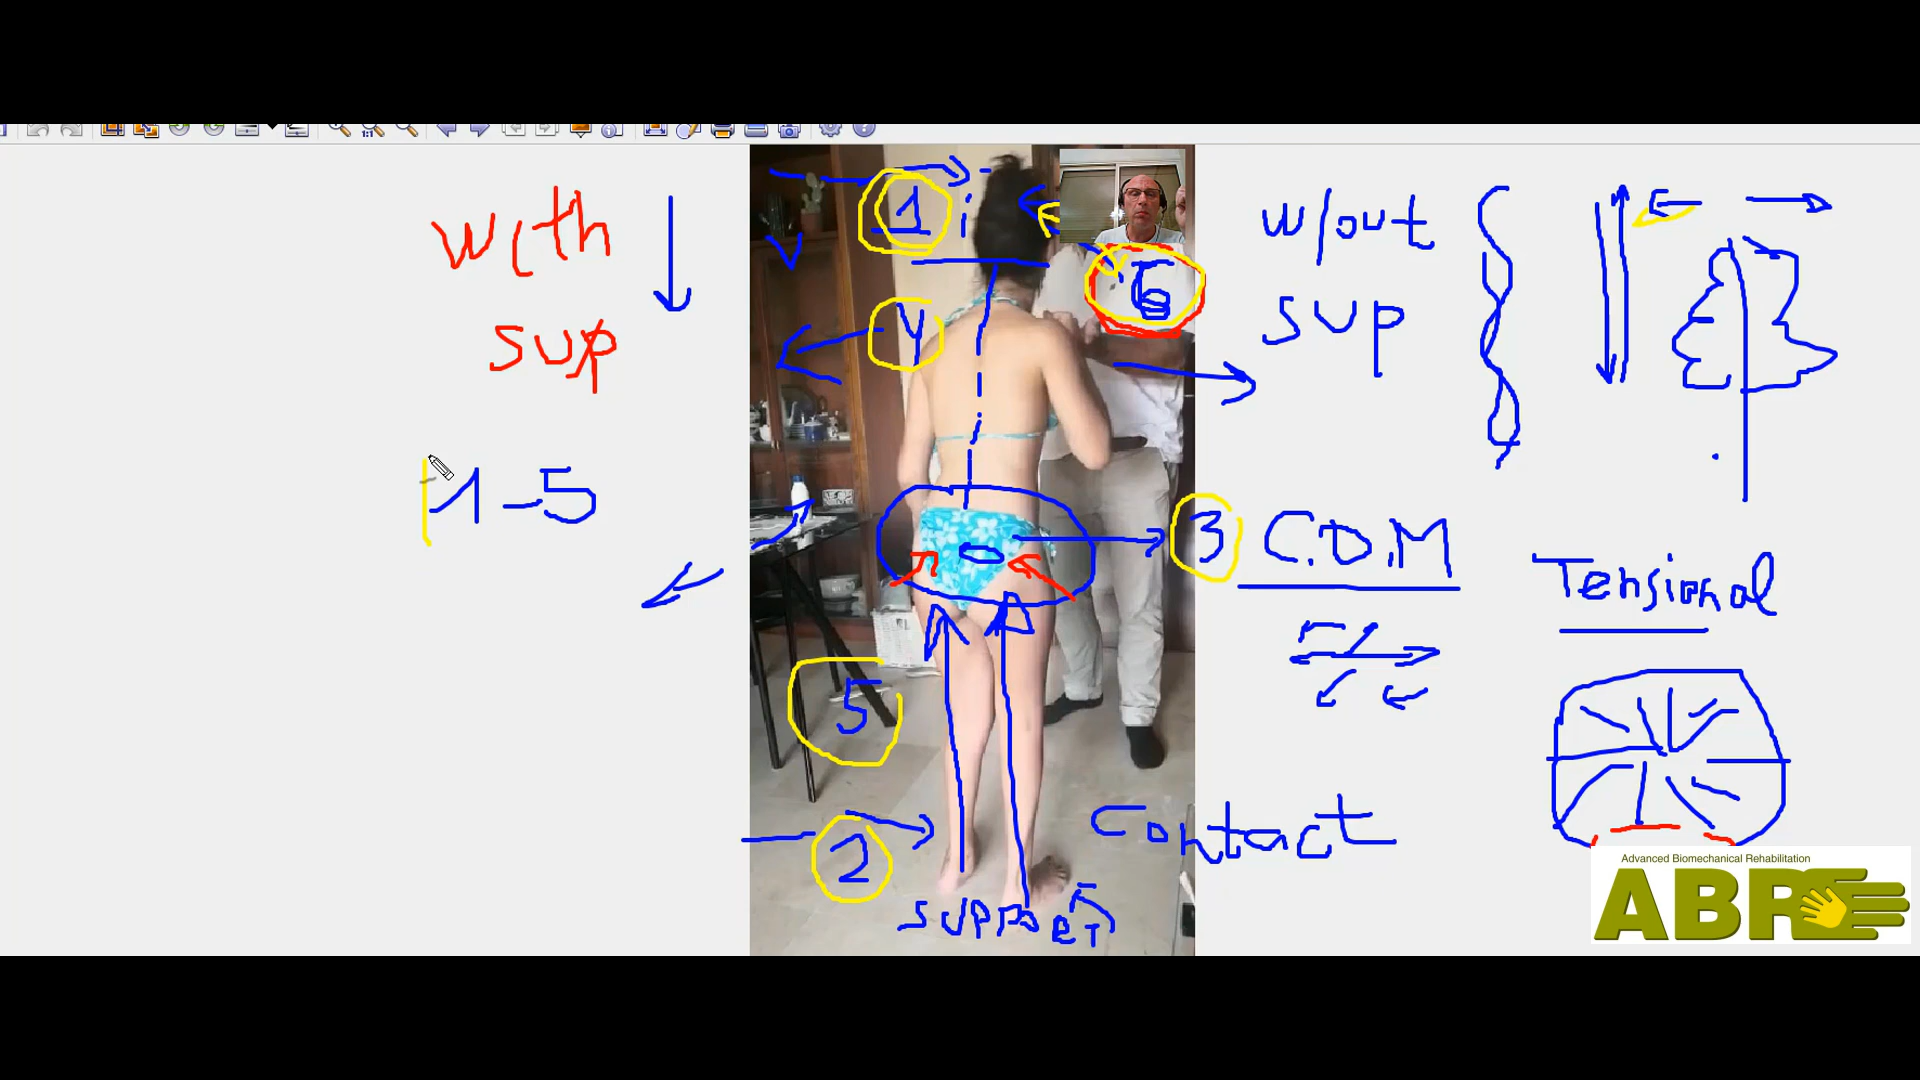 With
sup
1-5
1
4
6
3
5
2
w/out
sup
C.O.M
Tensional
Contact
SUPPORT
Advanced Biomechanical Rehabilitation
ABR